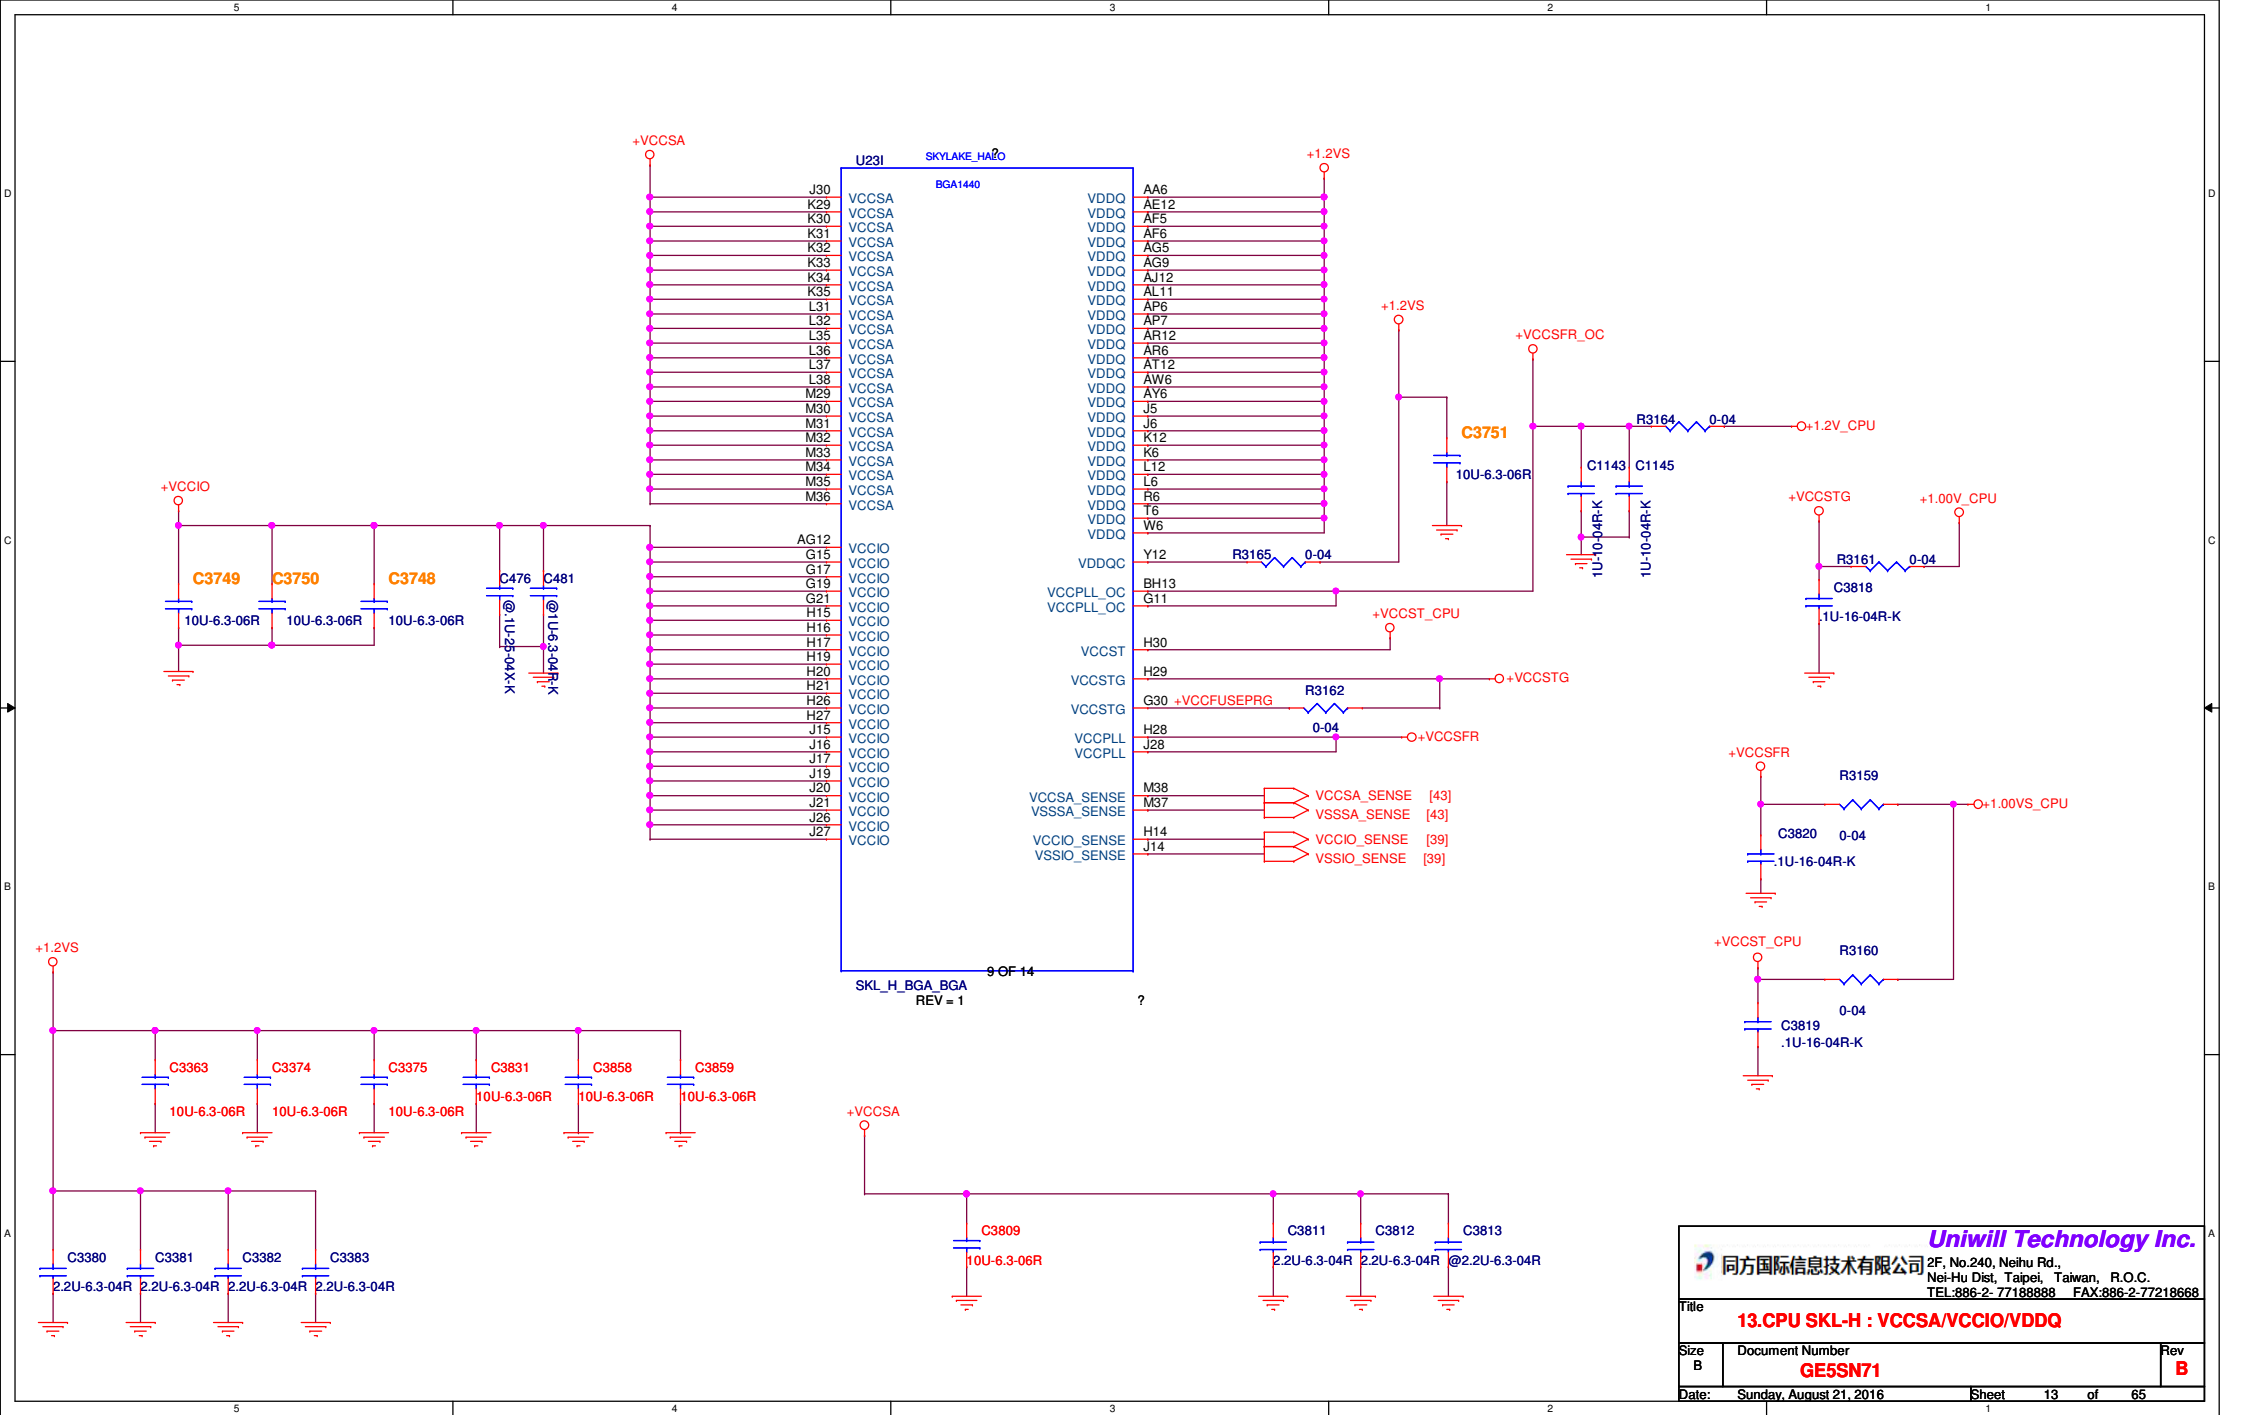 5 4 3 2 1
D
C
B
A
D
C
B
A
+VCCSA
U23I
SKYLAKE_HALO
?
BGA1440
+1.2VS
J30 VCCSA VDDQ AA6
K29 VCCSA VDDQ AE12
K30 VCCSA VDDQ AF5
K31 VCCSA VDDQ AF6
K32 VCCSA VDDQ AG5
K33 VCCSA VDDQ AG9
K34 VCCSA VDDQ AJ12
K35 VCCSA VDDQ AL11
L31 VCCSA VDDQ AP6
L32 VCCSA VDDQ AP7
L35 VCCSA VDDQ AR12
L36 VCCSA VDDQ AR6
L37 VCCSA VDDQ AT12
L38 VCCSA VDDQ AW6
M29 VCCSA VDDQ AY6
M30 VCCSA VDDQ J5
M31 VCCSA VDDQ J6
M32 VCCSA VDDQ K12
M33 VCCSA VDDQ K6
M34 VCCSA VDDQ L12
M35 VCCSA VDDQ L6
M36 VCCSA VDDQ R6
VDDQ T6
VDDQ W6
AG12 VCCIO
G15 VCCIO VDDQC Y12 R3165 0-04
G17 VCCIO
G19 VCCIO VCCPLL_OC BH13
G21 VCCIO VCCPLL_OC G11
H15 VCCIO
H16 VCCIO
H17 VCCIO VCCST H30 +VCCST_CPU
H19 VCCIO
H20 VCCIO VCCSTG H29 +VCCSTG
H21 VCCIO
H26 VCCIO VCCSTG G30 +VCCFUSEPRG R3162 0-04
H27 VCCIO
J15 VCCIO VCCPLL H28 +VCCSFR
J16 VCCIO VCCPLL J28
J17 VCCIO
J19 VCCIO
J20 VCCIO VCCSA_SENSE M38 VCCSA_SENSE [43]
J21 VCCIO VSSSA_SENSE M37 VSSSA_SENSE [43]
J26 VCCIO
J27 VCCIO VCCIO_SENSE H14 VCCIO_SENSE [39]
VSSIO_SENSE J14 VSSIO_SENSE [39]
9 OF 14
SKL_H_BGA_BGA
REV = 1
?
+VCCIO
C3749
10U-6.3-06R
C3750
10U-6.3-06R
C3748
10U-6.3-06R
C476
@.1U-25-04X-K
C481
@1U-6.3-04R-K
+1.2VS
C3751
10U-6.3-06R
+VCCSFR_OC
R3164 0-04
+1.2V_CPU
C1143
1U-10-04R-K
C1145
1U-10-04R-K
+VCCSTG
+1.00V_CPU
R3161 0-04
C3818
.1U-16-04R-K
+VCCSFR
R3159
0-04
+1.00VS_CPU
C3820
.1U-16-04R-K
+VCCST_CPU
R3160
0-04
C3819
.1U-16-04R-K
+1.2VS
C3363
10U-6.3-06R
C3374
10U-6.3-06R
C3375
10U-6.3-06R
C3831
10U-6.3-06R
C3858
10U-6.3-06R
C3859
10U-6.3-06R
C3380
2.2U-6.3-04R
C3381
2.2U-6.3-04R
C3382
2.2U-6.3-04R
C3383
2.2U-6.3-04R
+VCCSA
C3809
10U-6.3-06R
C3811
2.2U-6.3-04R
C3812
2.2U-6.3-04R
C3813
@2.2U-6.3-04R
同方国际信息技术有限公司
Uniwill Technology Inc.
2F, No.240, Neihu Rd.,
Nei-Hu Dist, Taipei, Taiwan, R.O.C.
TEL:886-2- 77188888 FAX:886-2-77218668
Title
13.CPU SKL-H : VCCSA/VCCIO/VDDQ
Size
B
Document Number
GE5SN71
Rev
B
Date: Sunday, August 21, 2016 Sheet 13 of 65
5 4 3 2 1